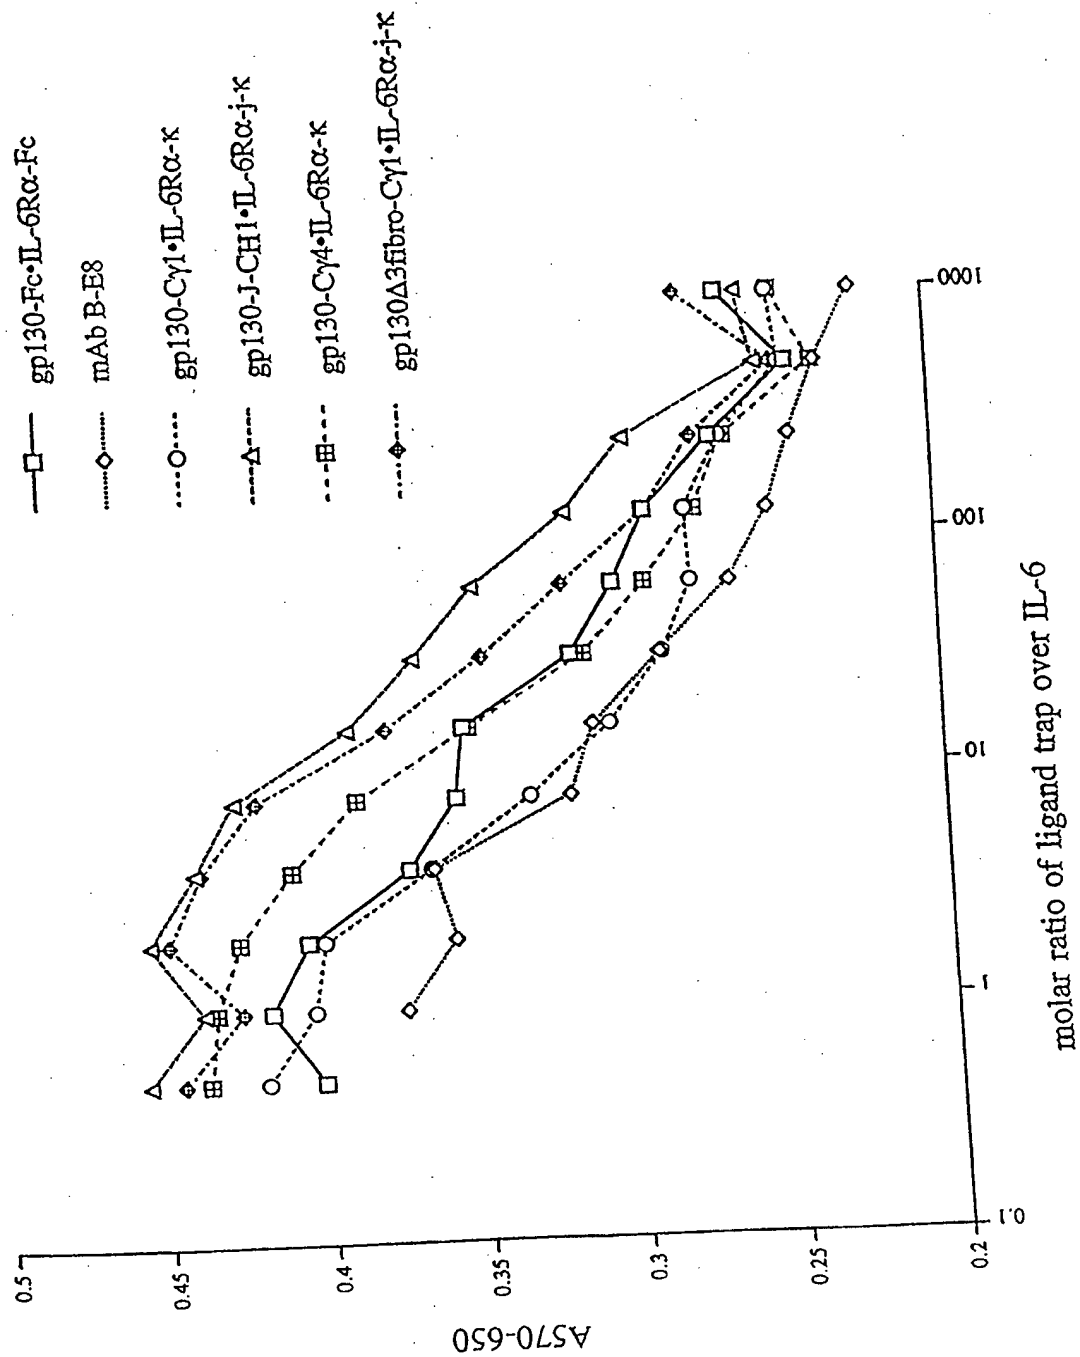 gp130-Fc•IL-6Rα-Fc
mAb B-E8
gp130-Cγ1•IL-6Rα-κ
gp130-J-CH1•IL-6Rα-j-κ
gp130-Cγ4•IL-6Rα-κ
gp130Δ3fibro-Cγ1•IL-6Rα-j-κ
A570-650
0.5
0.45
0.4
0.35
0.3
0.25
0.2
0.1
1
10
100
1000
molar ratio of ligand trap over IL-6